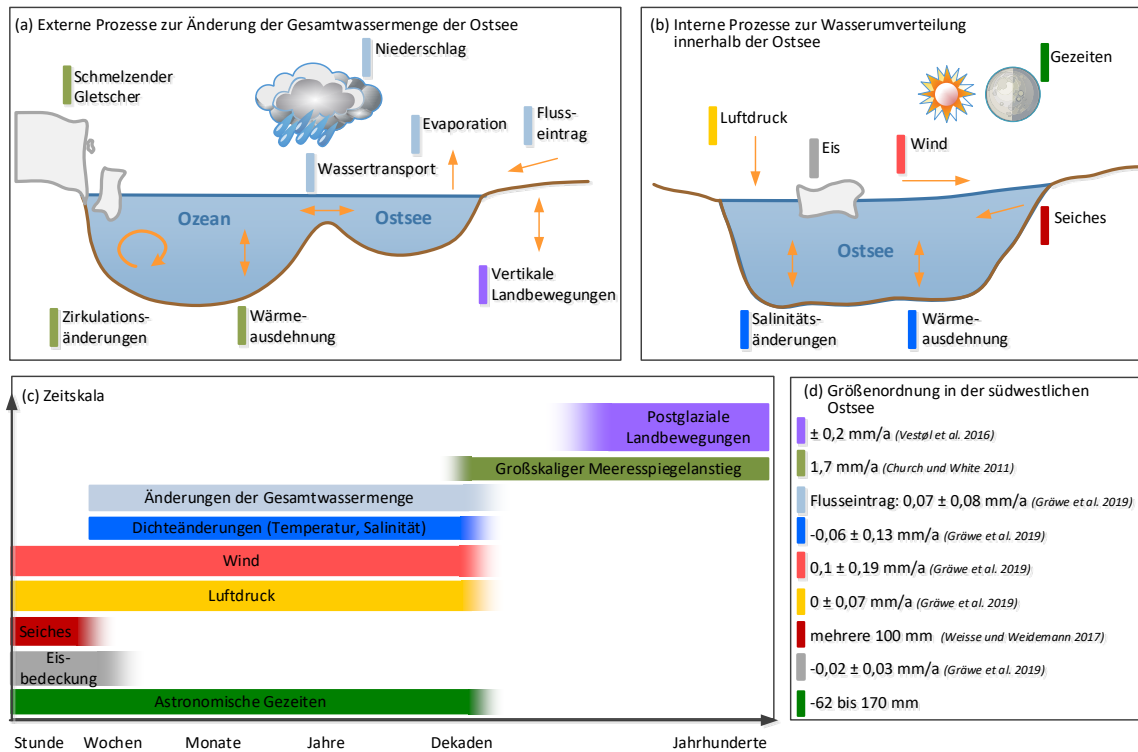 (a) Externe Prozesse zur Änderung der Gesamtwassermenge der Ostsee
Niederschlag
Schmelzender
Gletscher
Evaporation
Fluss-
eintrag
Wassertransport
Ozean
Ostsee
Vertikale
Landbewegungen
Zirkulations-
änderungen
Wärme-
ausdehnung
(b) Interne Prozesse zur Wasserumverteilung
innerhalb der Ostsee
Gezeiten
Luftdruck
Eis
Wind
Seiches
Ostsee
Salinitäts-
änderungen
Wärme-
ausdehnung
(c) Zeitskala
Postglaziale
Landbewegungen
Großskaliger Meeresspiegelanstieg
Änderungen der Gesamtwassermenge
Dichteänderungen (Temperatur, Salinität)
Wind
Luftdruck
Seiches
Eis-
bedeckung
Astronomische Gezeiten
Stunde Wochen Monate Jahre Dekaden Jahrhunderte
(d) Größenordnung in der südwestlichen
Ostsee
± 0,2 mm/a (Vestøl et al. 2016)
1,7 mm/a (Church und White 2011)
Flusseintrag: 0,07 ± 0,08 mm/a (Gräwe et al. 2019)
-0,06 ± 0,13 mm/a (Gräwe et al. 2019)
0,1 ± 0,19 mm/a (Gräwe et al. 2019)
0 ± 0,07 mm/a (Gräwe et al. 2019)
mehrere 100 mm (Weisse und Weidemann 2017)
-0,02 ± 0,03 mm/a (Gräwe et al. 2019)
-62 bis 170 mm